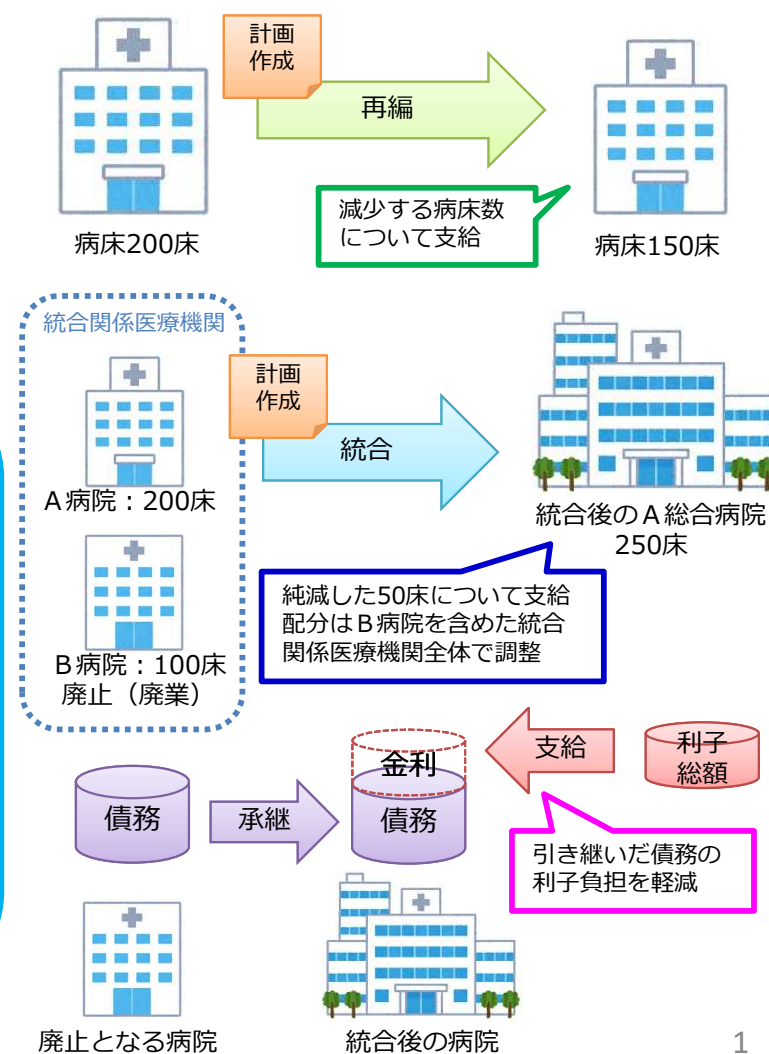 計画
作成
再編
減少する病床数
について支給
病床200床
病床150床
統合関係医療機関
計画
作成
統合
A病院：200床
統合後のA総合病院
250床
純減した50床について支給
配分はB病院を含めた統合
関係医療機関全体で調整
B病院：100床
廃止（廃業）
債務
承継
金利
債務
支給
利子
総額
引き継いだ債務の
利子負担を軽減
廃止となる病院
統合後の病院
1